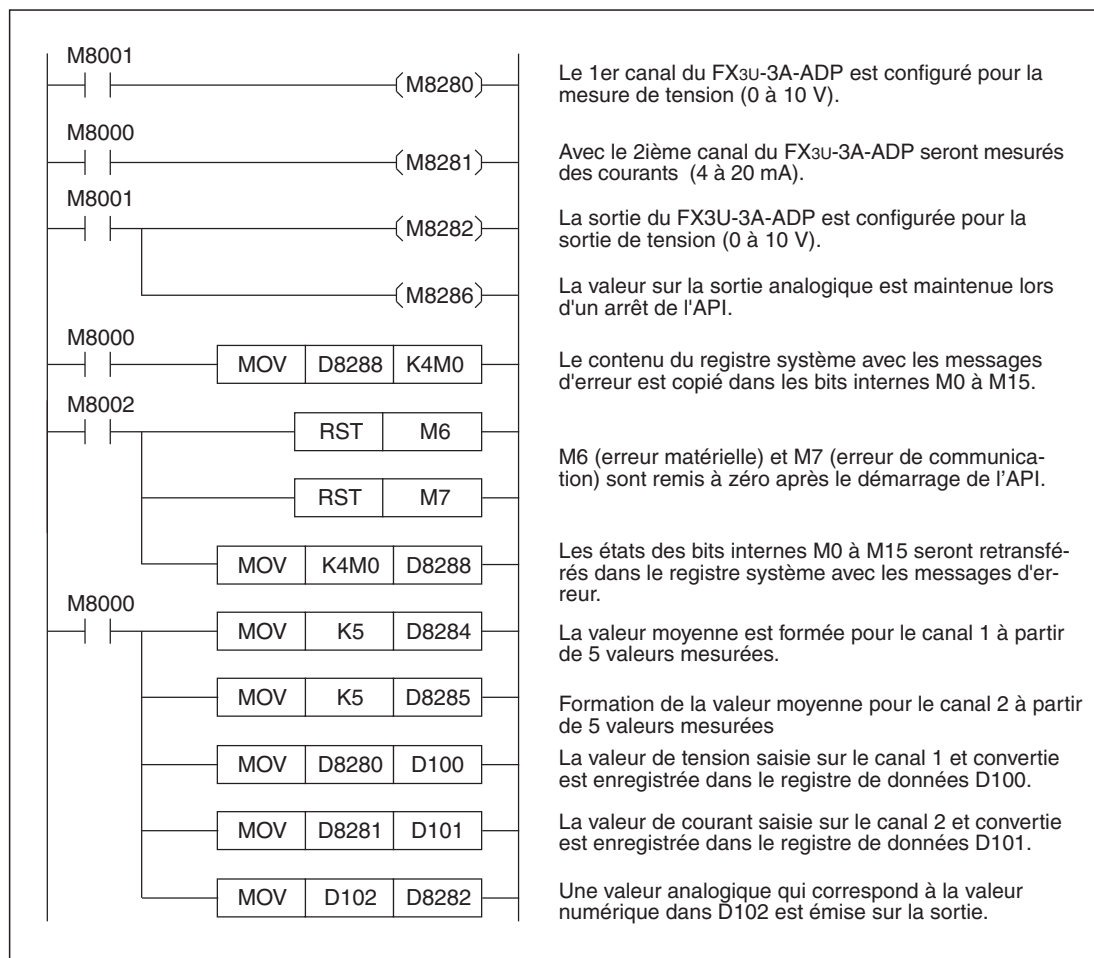 M8001
M8280
Le 1er canal du FX3U-3A-ADP est configuré pour la
mesure de tension (0 à 10 V).
M8000
M8281
Avec le 2ième canal du FX3U-3A-ADP seront mesurés
des courants (4 à 20 mA).
M8001
M8282
La sortie du FX3U-3A-ADP est configurée pour la
sortie de tension (0 à 10 V).
M8286
La valeur sur la sortie analogique est maintenue lors
d'un arrêt de l'API.
M8000
MOV D8288 K4M0
Le contenu du registre système avec les messages
d'erreur est copié dans les bits internes M0 à M15.
M8002
RST M6
RST M7
M6 (erreur matérielle) et M7 (erreur de communica-
tion) sont remis à zéro après le démarrage de l'API.
MOV K4M0 D8288
Les états des bits internes M0 à M15 seront retransfé-
rés dans le registre système avec les messages d'er-
reur.
M8000
MOV K5 D8284
La valeur moyenne est formée pour le canal 1 à partir
de 5 valeurs mesurées.
MOV K5 D8285
Formation de la valeur moyenne pour le canal 2 à partir
de 5 valeurs mesurées
MOV D8280 D100
La valeur de tension saisie sur le canal 1 et convertie
est enregistrée dans le registre de données D100.
MOV D8281 D101
La valeur de courant saisie sur le canal 2 et convertie
est enregistrée dans le registre de données D101.
MOV D102 D8282
Une valeur analogique qui correspond à la valeur
numérique dans D102 est émise sur la sortie.